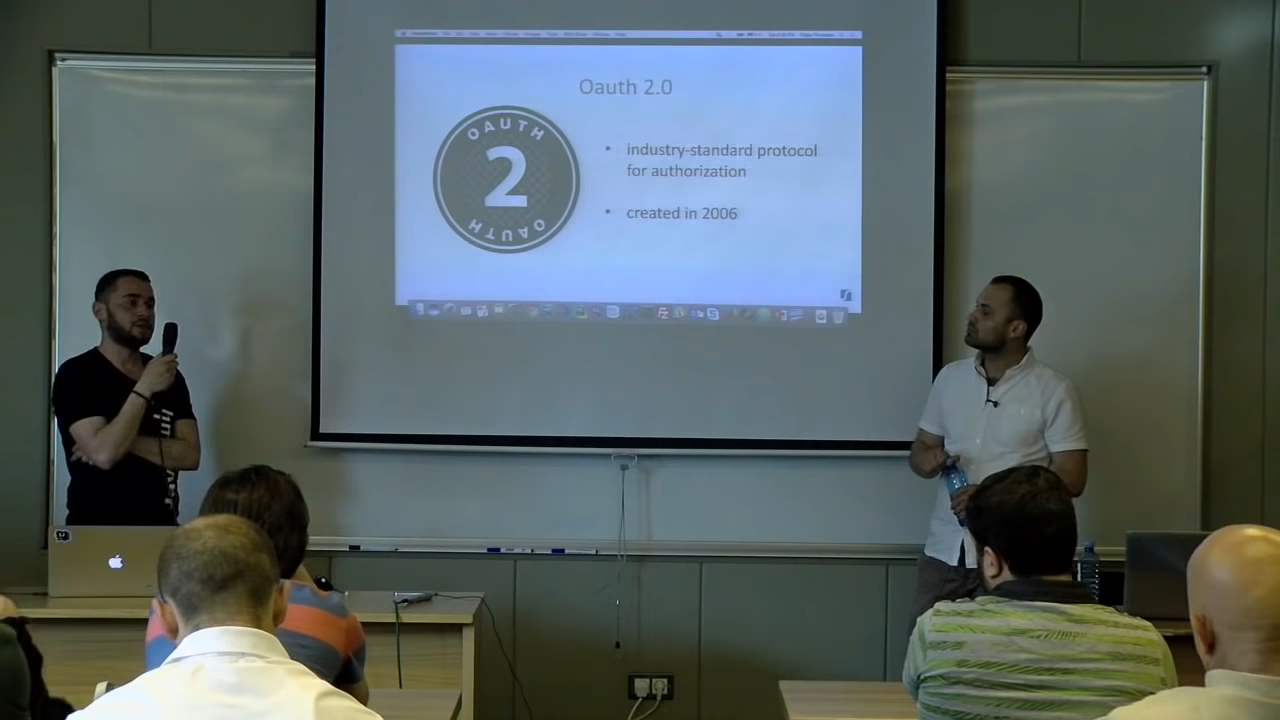 Oauth 2.0
OAUTH
2
OAUTH
• industry-standard protocol
for authorization
• created in 2006